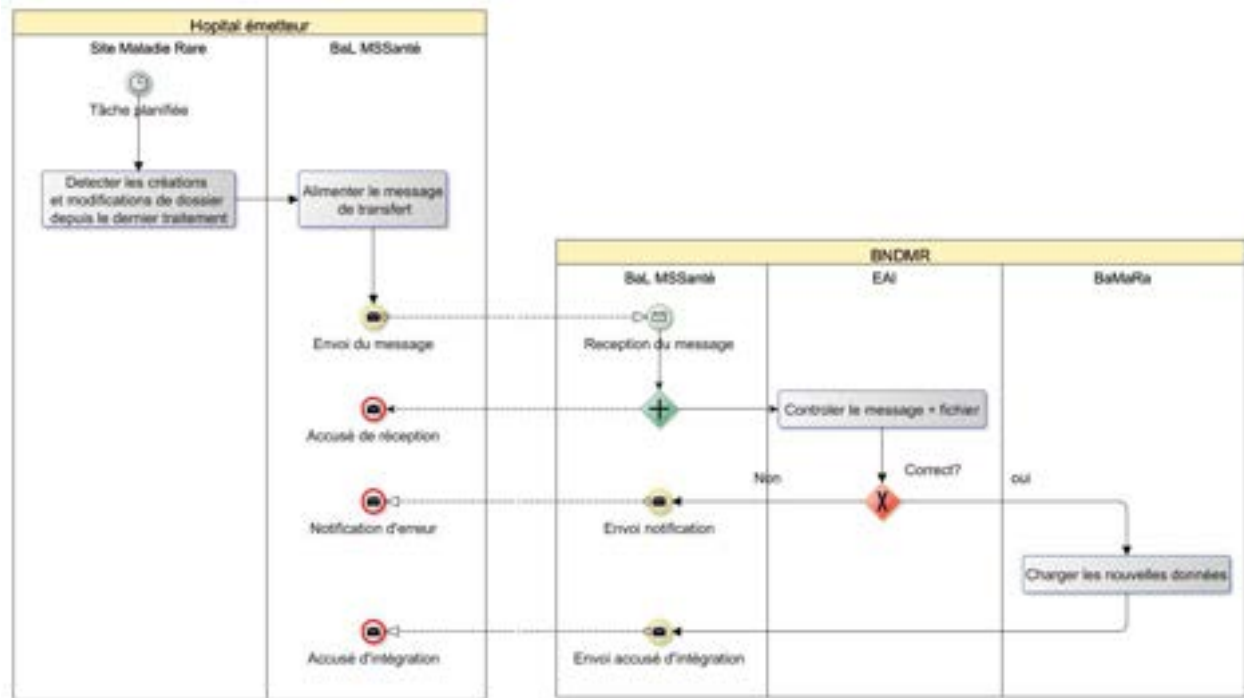 Hopital émetteur
Site Maladie Rare
BaL MSSanté
Tâche planifiée
Detecter les créations
et modifications de dossier
depuis le dernier traitement
Alimenter le message
de transfert
BNDMR
BaL MSSanté
EAI
BaMaRa
Envoi du message
Reception du message
Controler le message + fichier
Accusé de réception
Correct?
Non
oui
Notification d'erreur
Envoi notification
Charger les nouvelles données
Accusé d'intégration
Envoi accusé d'intégration